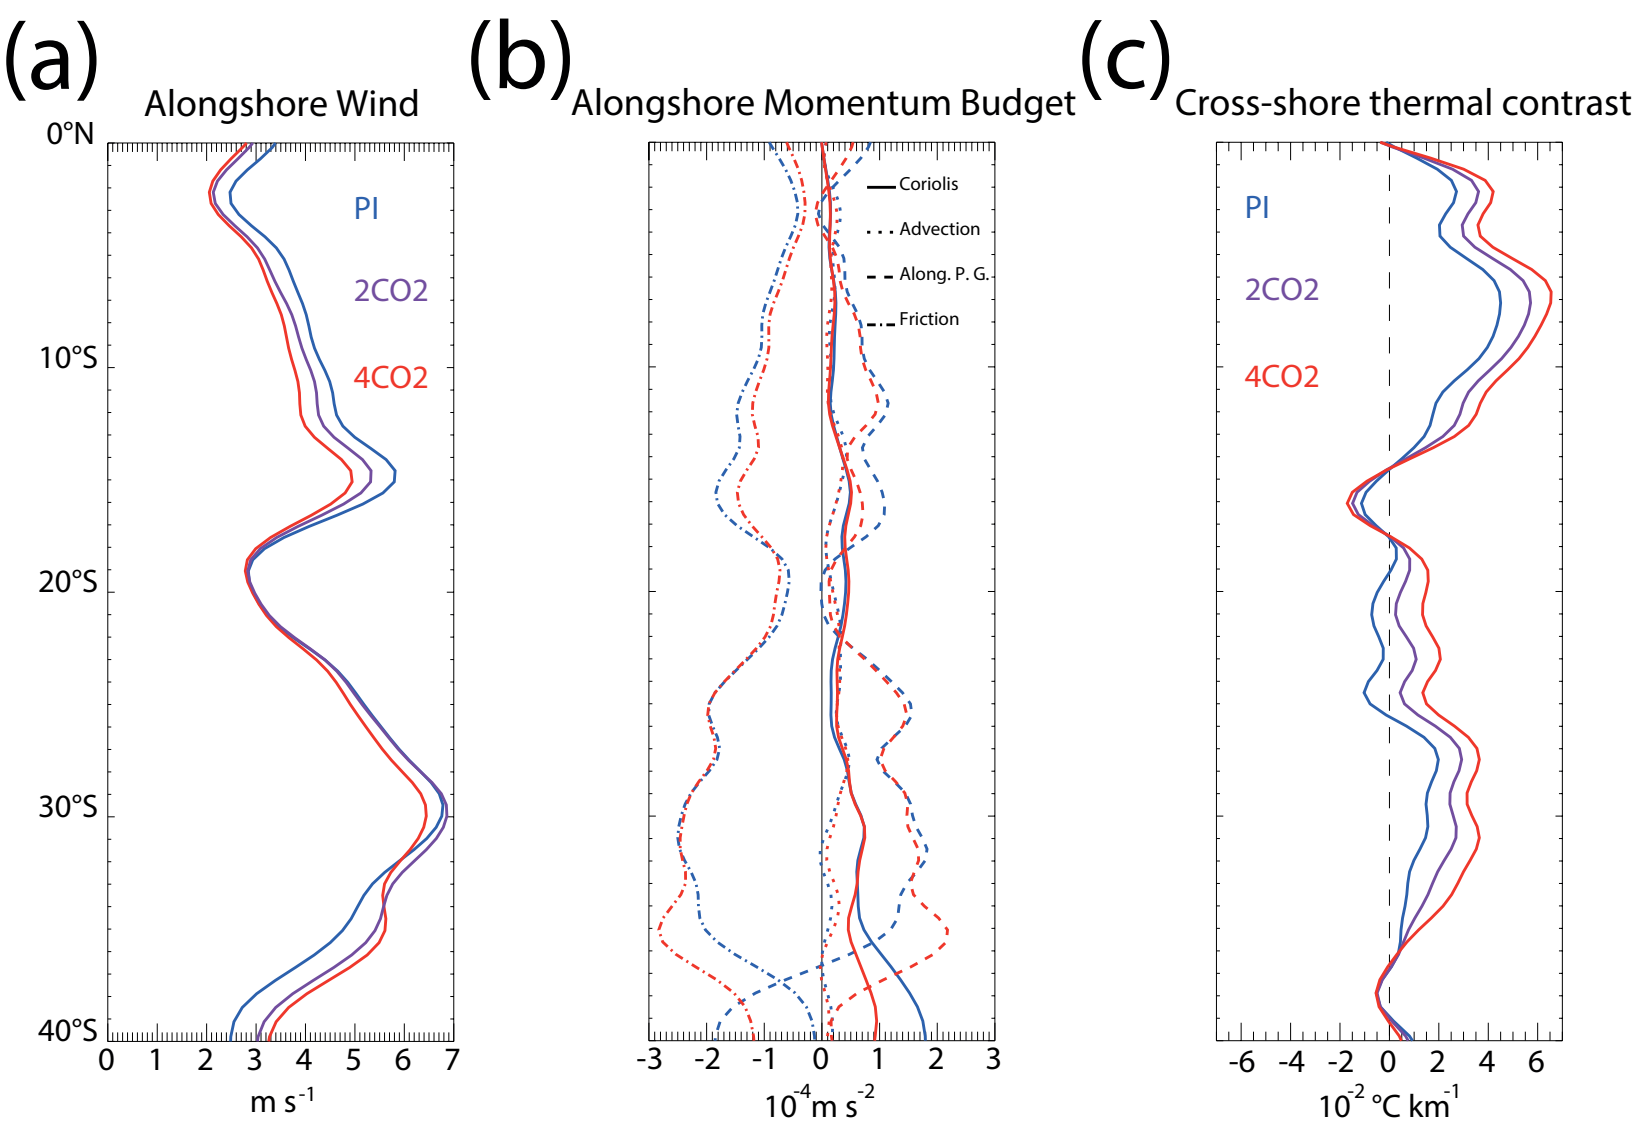 (a)
Alongshore Wind
0°N
10°S
20°S
30°S
40°S
PI
2CO2
4CO2
0 1 2 3 4 5 6 7
m s-1
(b)
Alongshore Momentum Budget
Coriolis
Advection
Along. P. G.
Friction
-3 -2 -1 0 1 2 3
10-4m s-2
(c)
Cross-shore thermal contrast
PI
2CO2
4CO2
-6 -4 -2 0 2 4 6
10-2 °C km-1